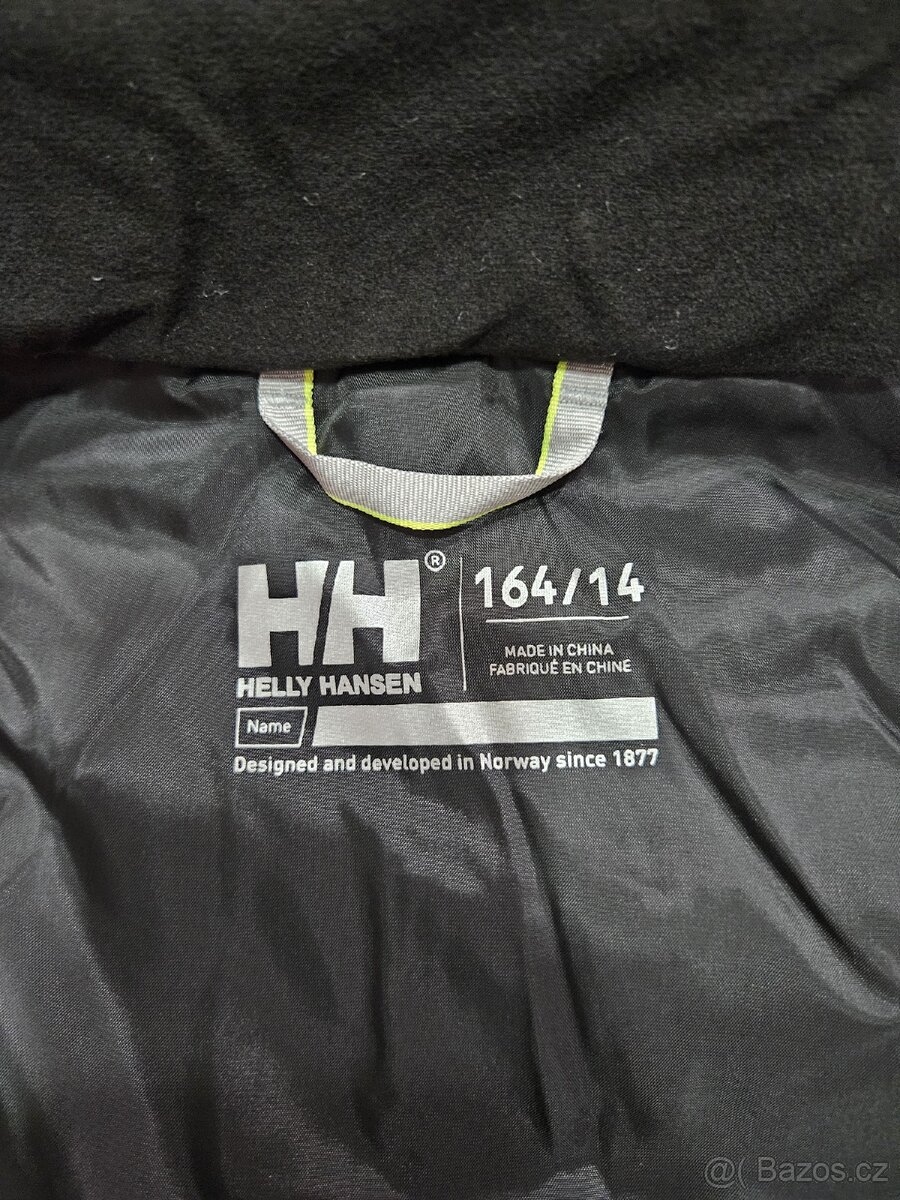 HH®
HELLY HANSEN
164/14
MADE IN CHINA
FABRIQUÉ EN CHINE
Name
Designed and developed in Norway since 1877
@( Bazos.cz